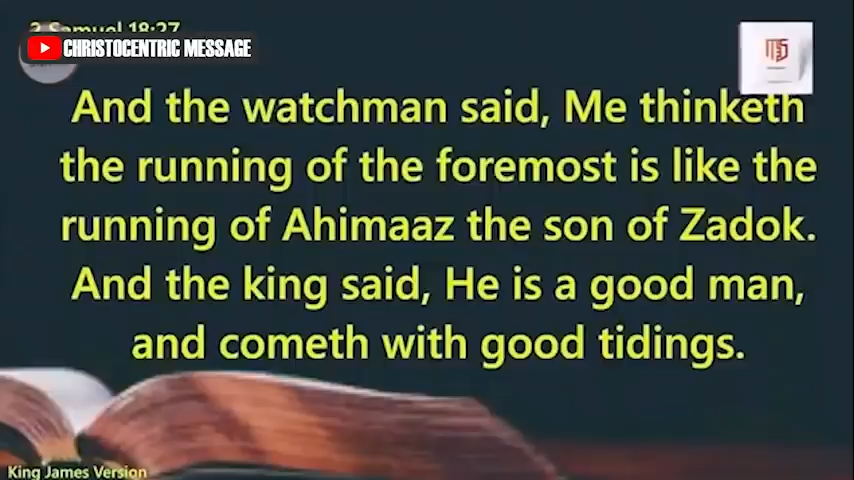 2 Samuel 18:27
CHRISTOCENTRIC MESSAGE
And the watchman said, Me thinketh
the running of the foremost is like the
running of Ahimaaz the son of Zadok.
And the king said, He is a good man,
and cometh with good tidings.
King James Version